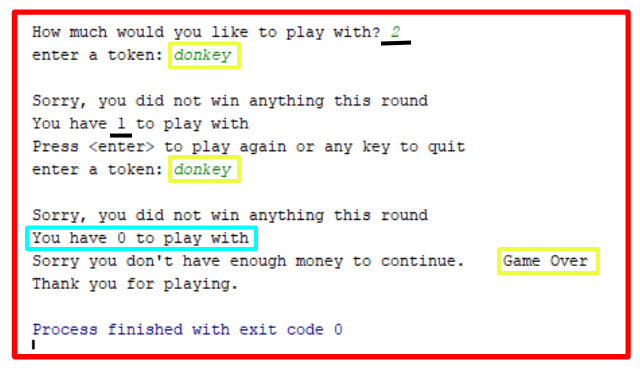 How much would you like to play with? 2
enter a token: donkey
Sorry, you did not win anything this round
You have 1 to play with
Press <enter> to play again or any key to quit
enter a token: donkey
Sorry, you did not win anything this round
You have 0 to play with
Sorry you don't have enough money to continue. Game Over
Thank you for playing.
Process finished with exit code 0